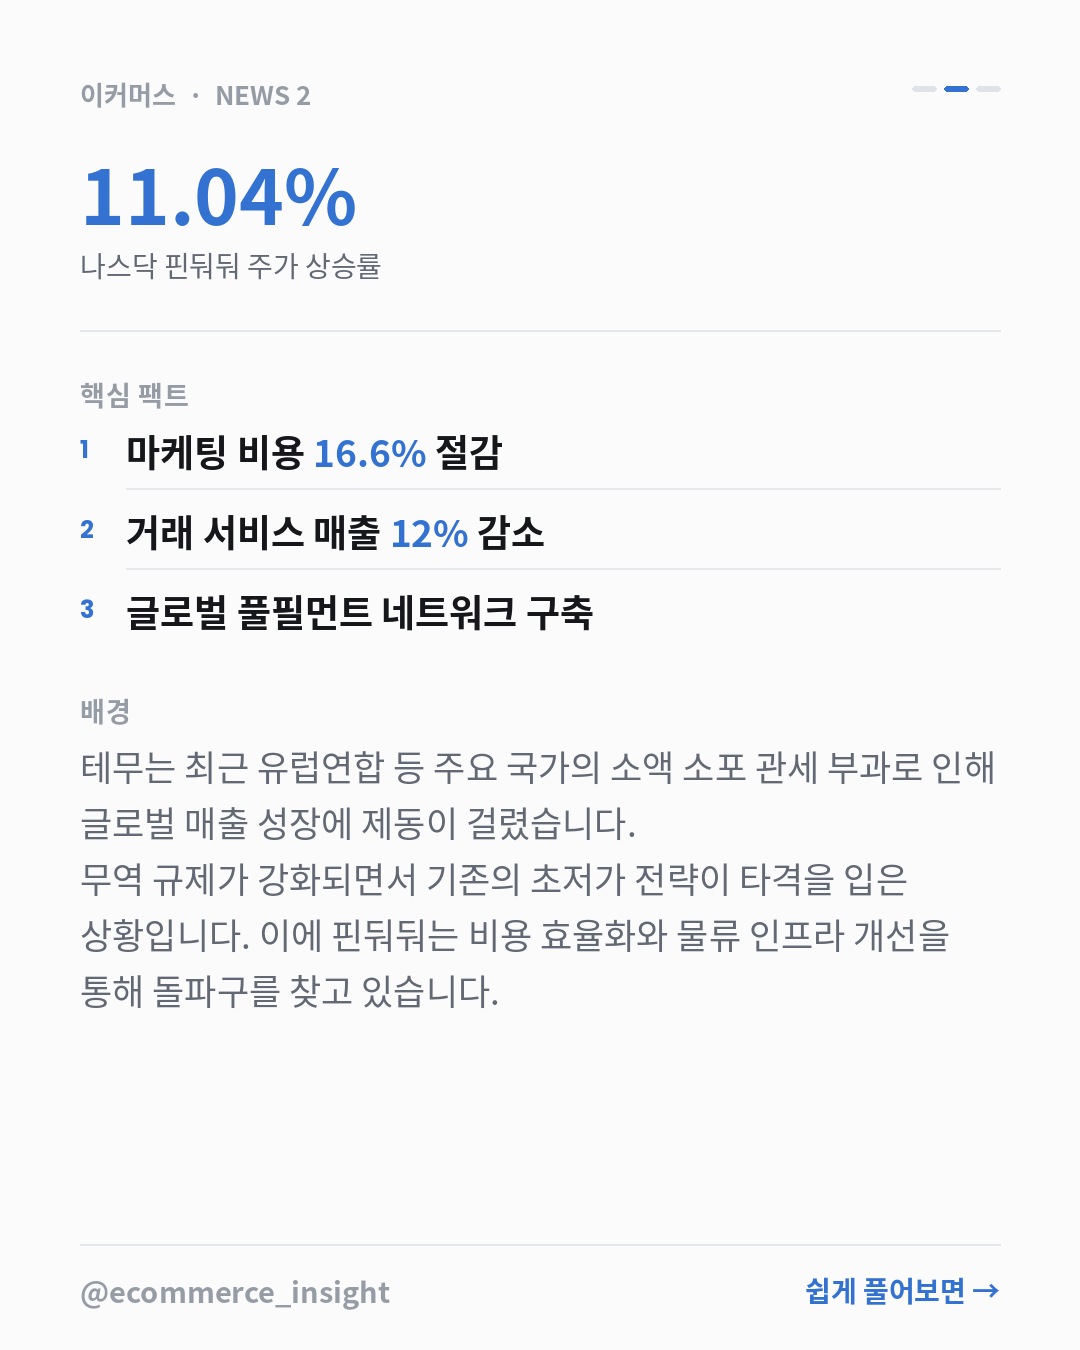 이커머스 · NEWS 2
11.04%
나스닥 핀둬둬 주가 상승률
핵심 팩트
1 마케팅 비용 16.6% 절감
2 거래 서비스 매출 12% 감소
3 글로벌 풀필먼트 네트워크 구축
배경
테무는 최근 유럽연합 등 주요 국가의 소액 소포 관세 부과로 인해
글로벌 매출 성장에 제동이 걸렸습니다.
무역 규제가 강화되면서 기존의 초저가 전략이 타격을 입은
상황입니다. 이에 핀둬둬는 비용 효율화와 물류 인프라 개선을
통해 돌파구를 찾고 있습니다.
@ecommerce_insight
쉽게 풀어보면 →